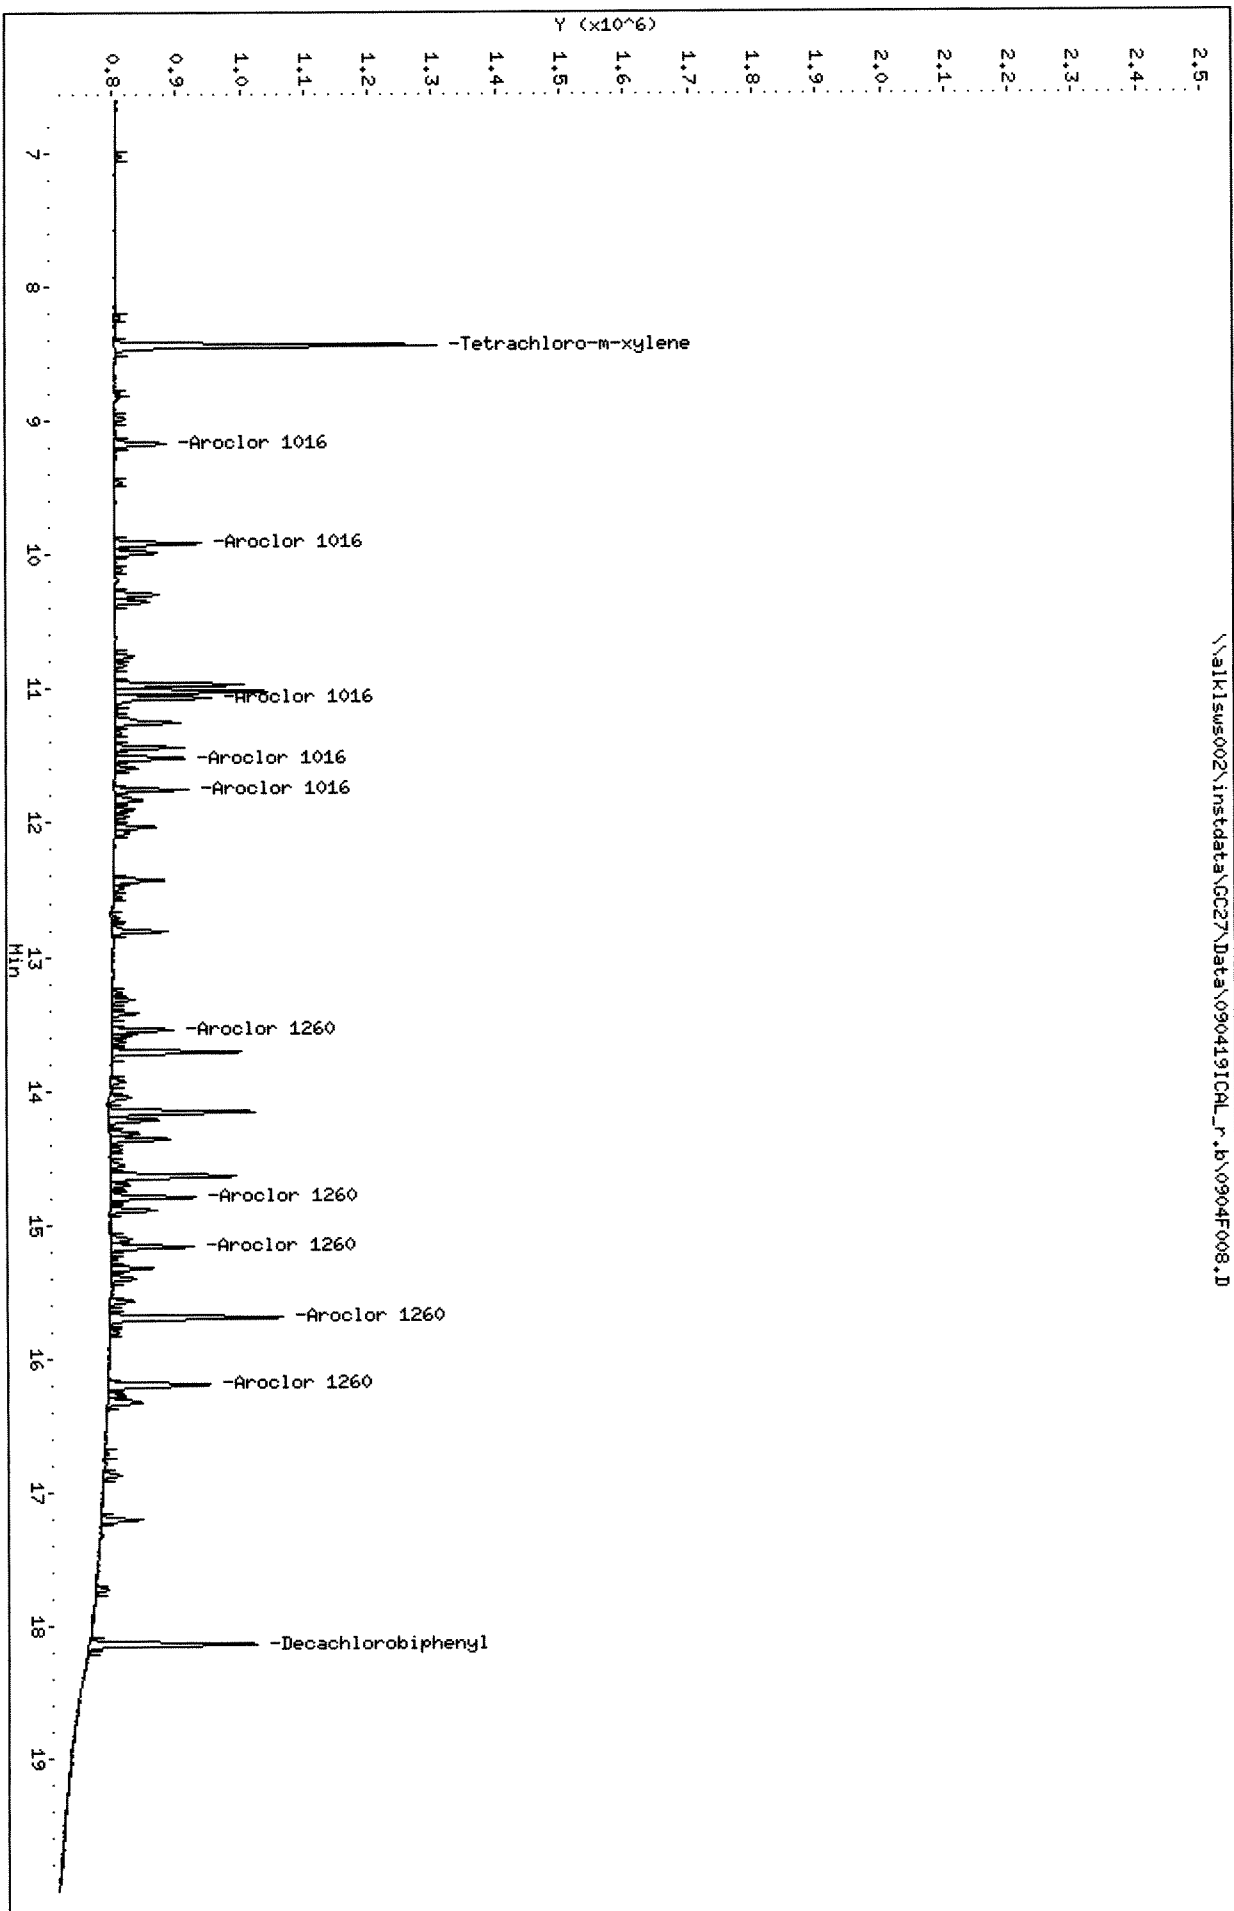 \\alklsws002\instdata\GC27\Data\090419ICAL_r.b\0904F008.D
Y (x10^6)
2.5
2.4
2.3
2.2
2.1
2.0
1.9
1.8
1.7
1.6
1.5
1.4
1.3
1.2
1.1
1.0
0.9
0.8
-Tetrachloro-m-xylene
-Aroclor 1016
-Aroclor 1016
-Aroclor 1016
-Aroclor 1016
-Aroclor 1016
-Aroclor 1260
-Aroclor 1260
-Aroclor 1260
-Aroclor 1260
-Aroclor 1260
-Decachlorobiphenyl
7
8
9
10
11
12
13
14
15
16
17
18
19
Min